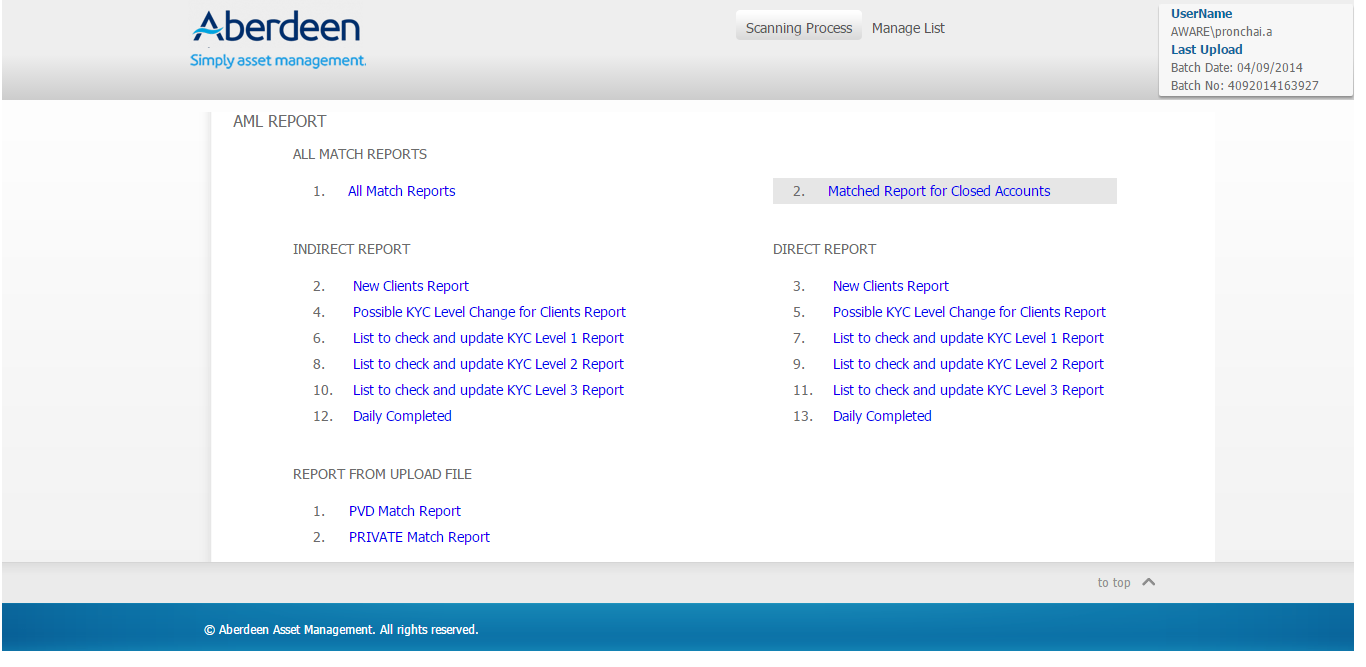 Aberdeen
Simply asset management.
Scanning Process
Manage List
UserName
AWARE\pronchai.a
Last Upload
Batch Date: 04/09/2014
Batch No: 4092014163927
AML REPORT
ALL MATCH REPORTS
1. All Match Reports
2. Matched Report for Closed Accounts
INDIRECT REPORT
2. New Clients Report
4. Possible KYC Level Change for Clients Report
6. List to check and update KYC Level 1 Report
8. List to check and update KYC Level 2 Report
10. List to check and update KYC Level 3 Report
12. Daily Completed
DIRECT REPORT
3. New Clients Report
5. Possible KYC Level Change for Clients Report
7. List to check and update KYC Level 1 Report
9. List to check and update KYC Level 2 Report
11. List to check and update KYC Level 3 Report
13. Daily Completed
REPORT FROM UPLOAD FILE
1. PVD Match Report
2. PRIVATE Match Report
to top
© Aberdeen Asset Management. All rights reserved.